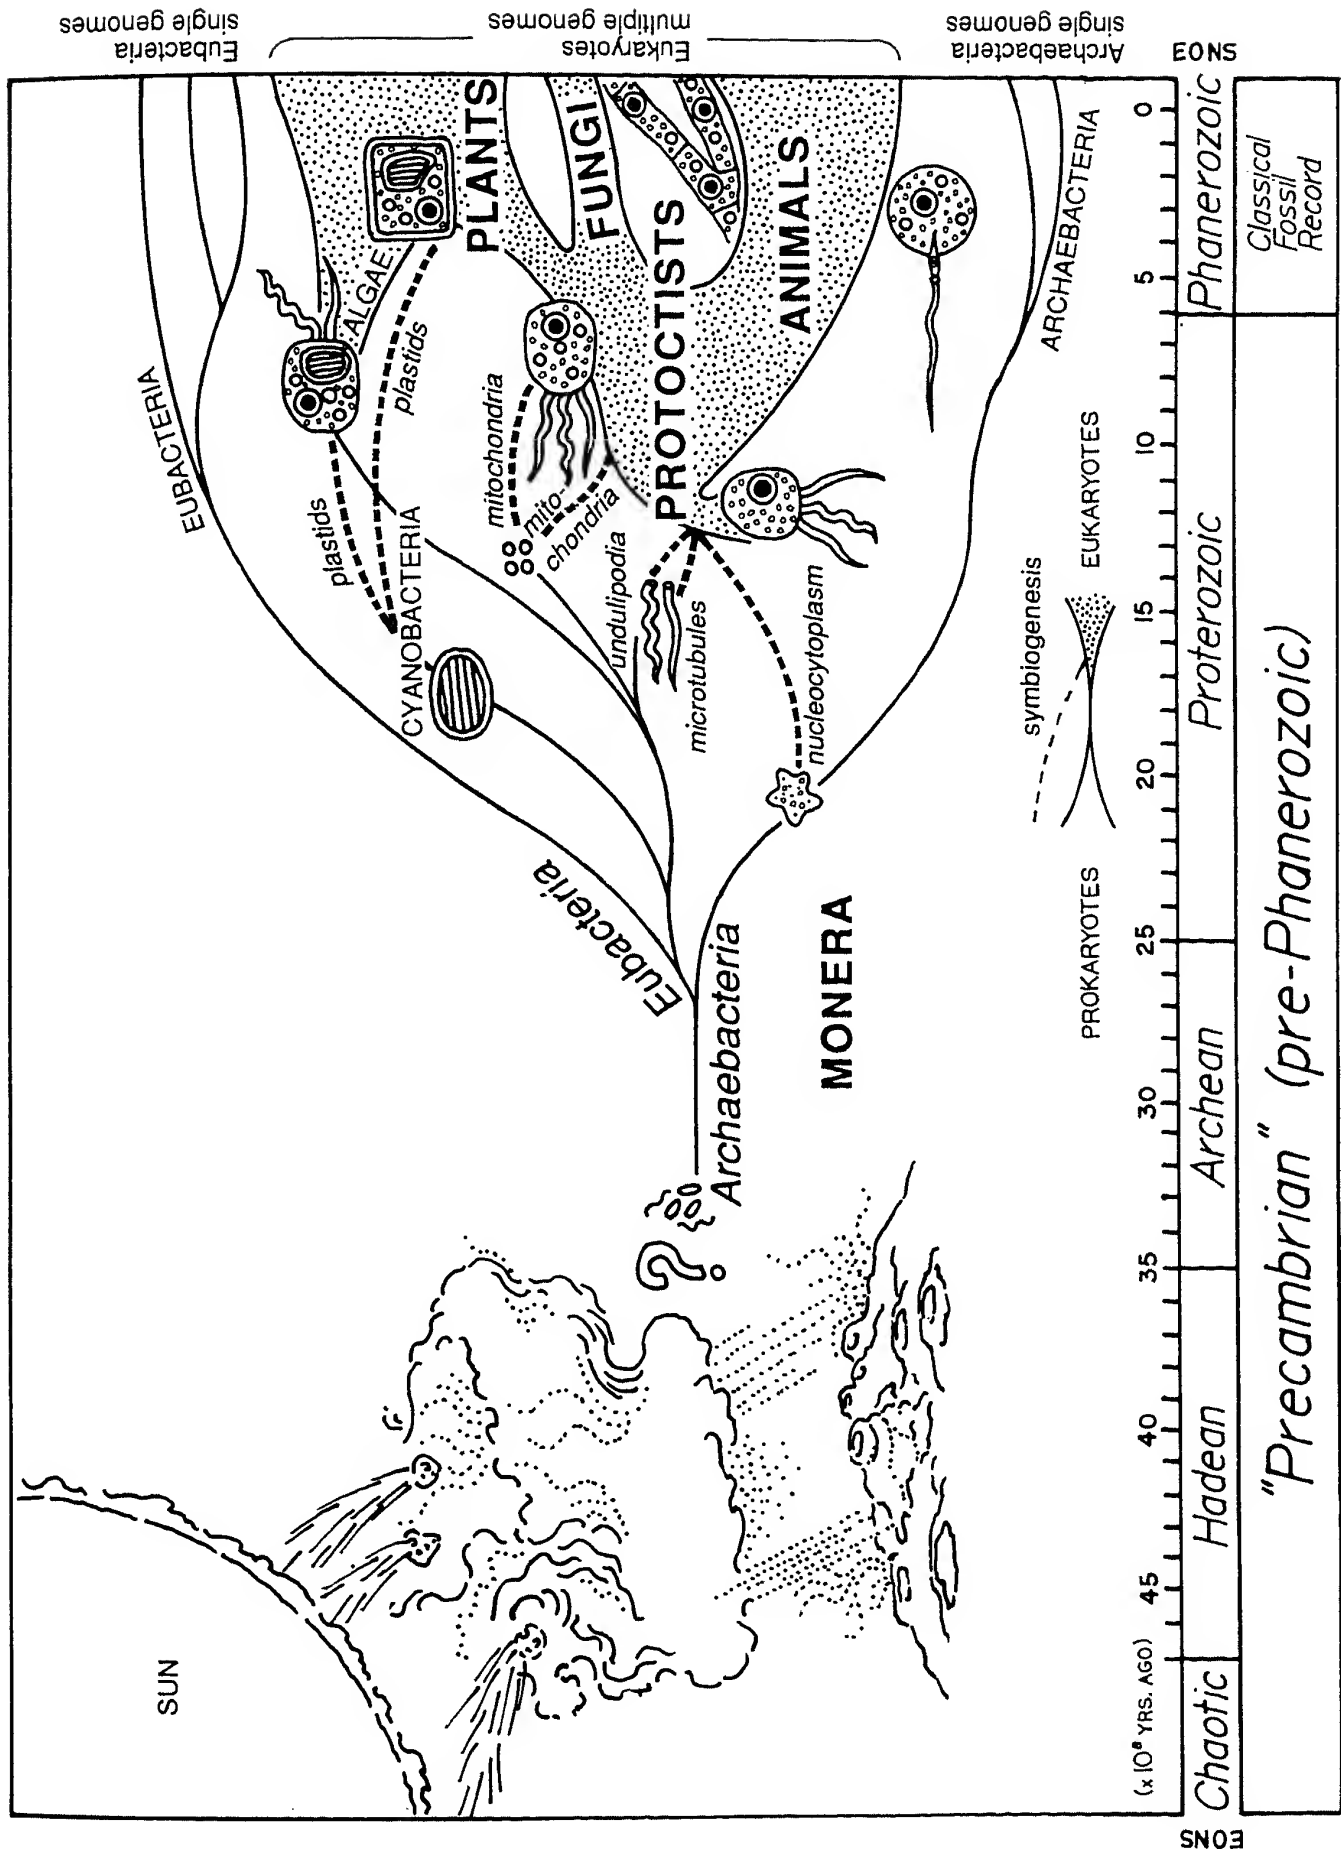 Eubacteria
single genomes
Eukaryotes
multiple genomes
Archaebacteria
single genomes
EONS
SUN
EUBACTERIA
plastids
ALGAE
plastids
PLANTS
CYANOBACTERIA
mitochondria
mito-
chondria
FUNGI
Eubacteria
undulipodia
PROTOCTISTS
microtubules
Archaebacteria
nucleocytoplasm
ANIMALS
MONERA
ARCHAEBACTERIA
symbiogenesis
PROKARYOTES
EUKARYOTES
(x 10⁸ YRS. AGO) 45 40 35 30 25 20 15 10 5 0
EONS
Chaotic Hadean Archean Proterozoic Phanerozoic
"Precambrian" (pre-Phanerozoic)
Classical
Fossil
Record